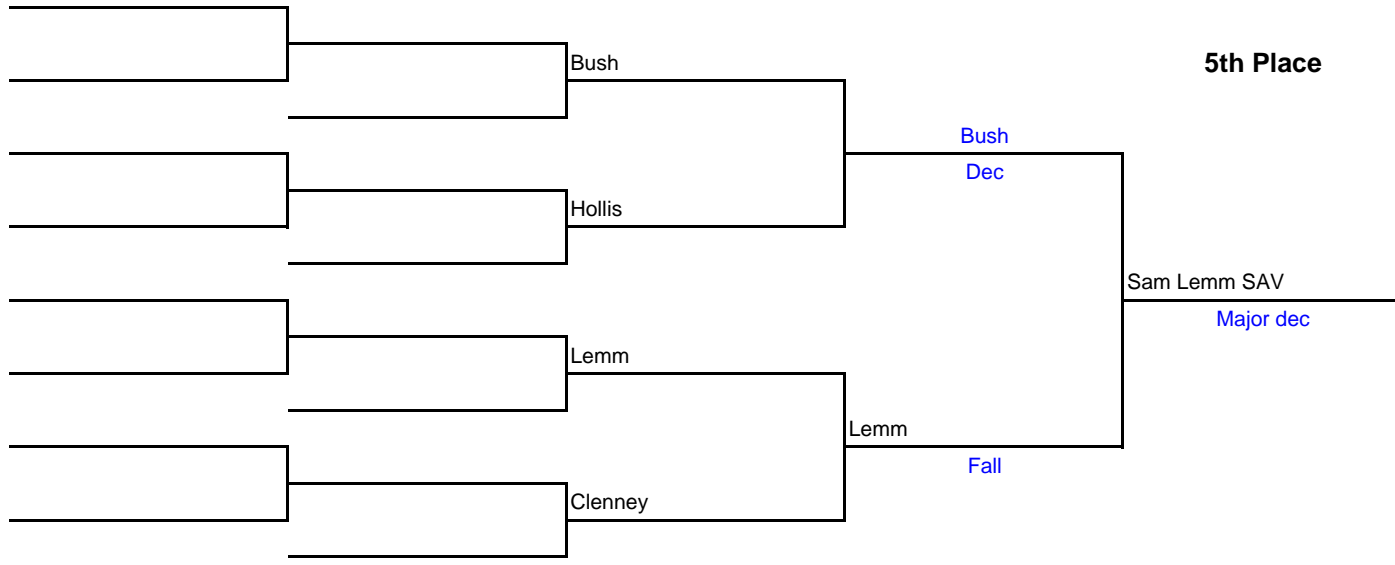 Bush
5th Place
Bush
Dec
Hollis
Sam Lemm SAV
Major dec
Lemm
Lemm
Fall
Clenney